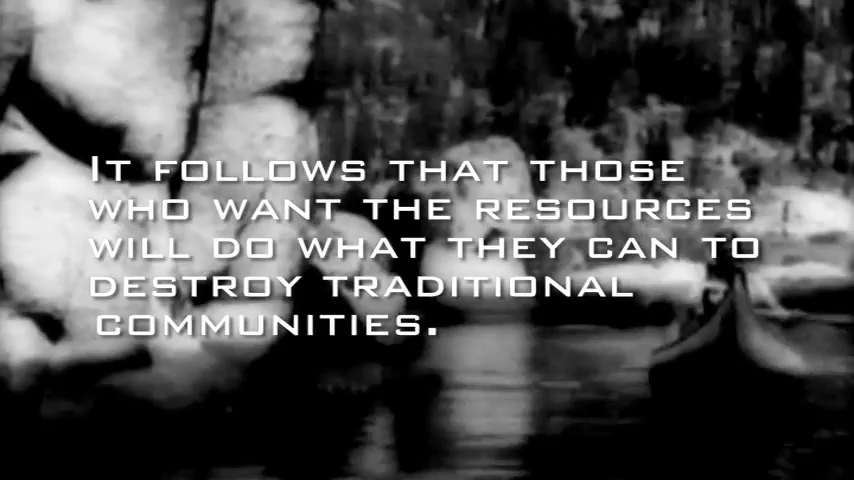 It follows that those
who want the resources
will do what they can to
destroy traditional
communities.